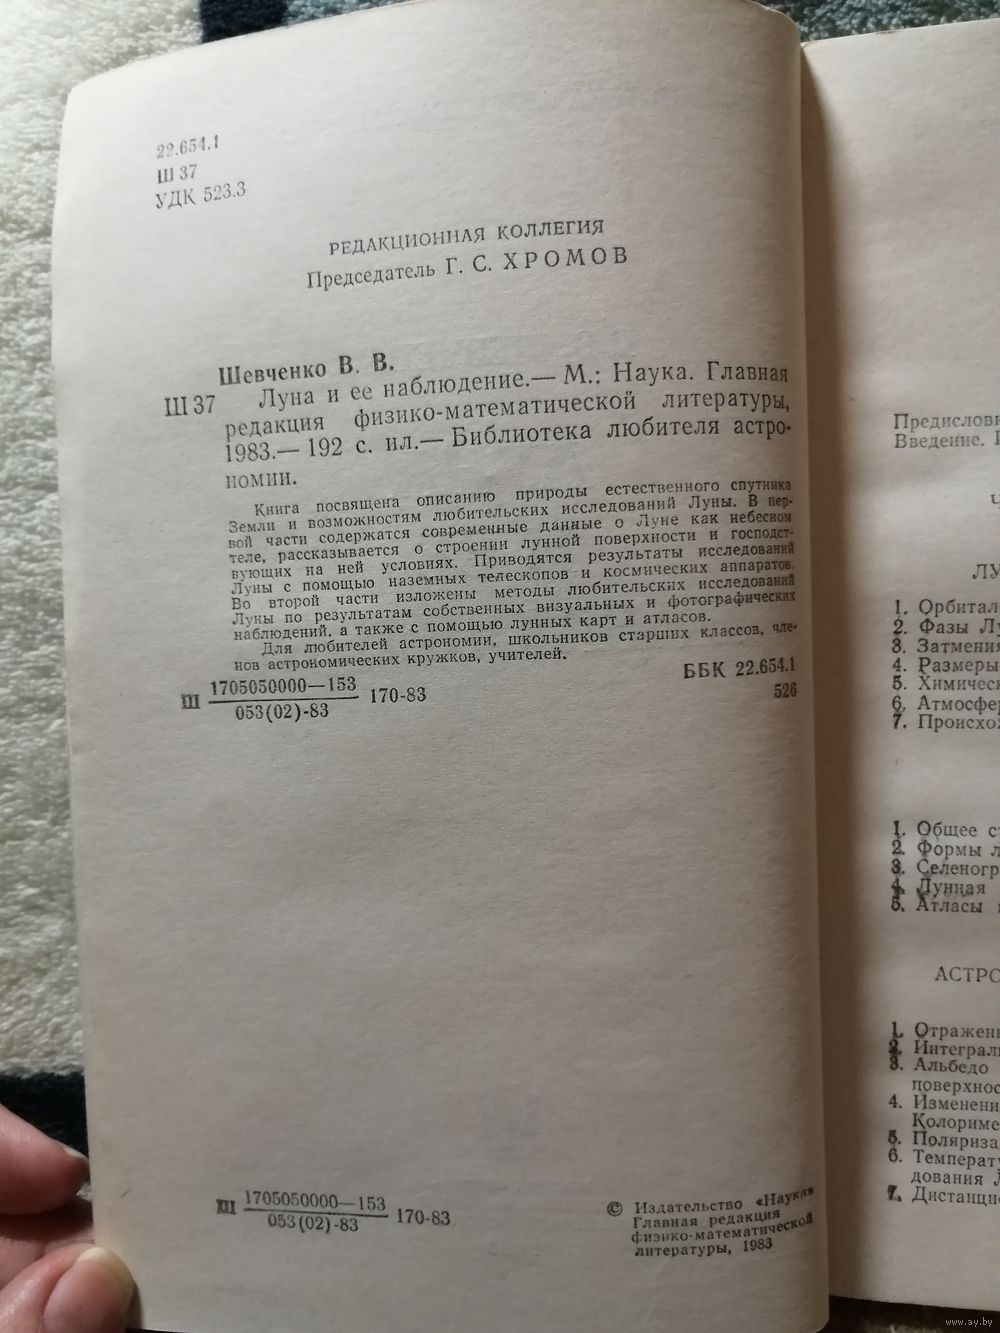 22.654.1
Ш 37
УДК 523.3
РЕДАКЦИОННАЯ КОЛЛЕГИЯ
Председатель Г. С. ХРОМОВ
Шевченко В. В.
Ш 37 Луна и ее наблюдение.— М.: Наука. Главная
редакция физико-математической литературы,
1983.— 192 с. ил.— Библиотека любителя астро-
номии.
Книга посвящена описанию природы естественного спутника
Земли и возможностям любительских исследований Луны. В пер-
вой части содержатся современные данные о Луне как небесном
теле, рассказывается о строении лунной поверхности и господст-
вующих на ней условиях. Приводятся результаты исследований
Луны с помощью наземных телескопов и космических аппаратов.
Во второй части изложены методы любительских исследований
Луны по результатам собственных визуальных и фотографических
наблюдений, а также с помощью лунных карт и атласов.
Для любителей астрономии, школьников старших классов, чле-
нов астрономических кружков, учителей.
Ш 1705050000—153
053(02)-83 170-83
ББК 22.654.1
526
Ш 1705050000—153
053(02)-83 170-83
© Издательство «Наука»
Главная редакция
физико-математической
литературы, 1983
Предислови
Введение.
ЛУ
1. Орбитал
2. Фазы Лу
3. Затмения
4. Размеры
5. Химическ
6. Атмосфер
7. Происхо
1. Общее с
2. Формы л
3. Селеногр
4. Лунная
5. Атласы
АСТРО
1. Отражени
2. Интеграль
3. Альбедо
поверхнос
4. Изменени
Колориме
5. Поляриза
6. Температу
дования Л
7. Дистанцио
www.ay.by